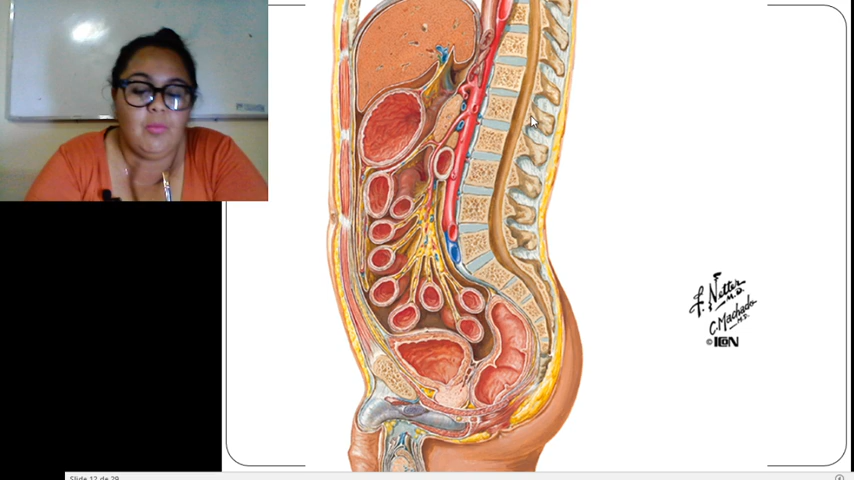 F. Netter
M.D.
C. Machado
M.D.
© ICON
Slide 12 de 29